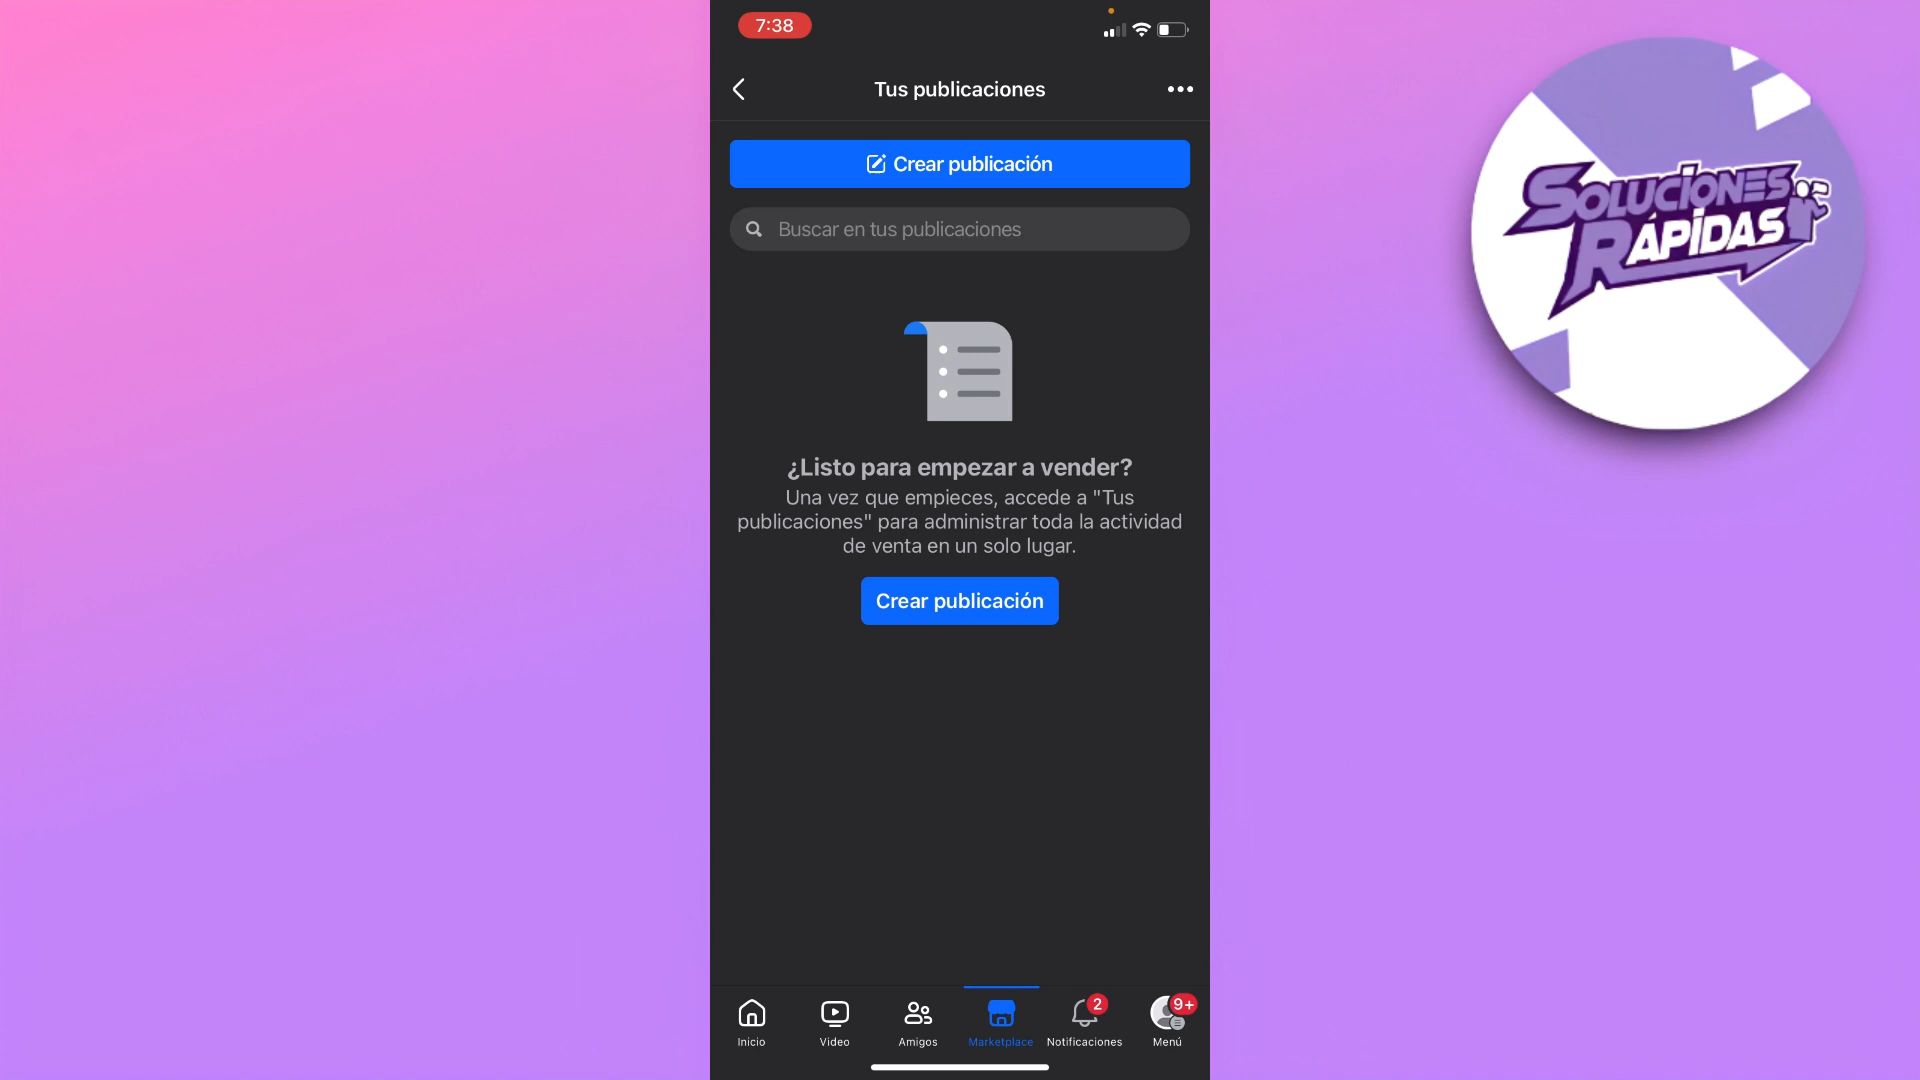 7:38
Tus publicaciones
Crear publicación
Buscar en tus publicaciones
SOLUCIONES
RÁPIDAS
¿Listo para empezar a vender?
Una vez que empieces, accede a "Tus
publicaciones" para administrar toda la actividad
de venta en un solo lugar.
Crear publicación
2
9+
Inicio
Video
Amigos
Marketplace
Notificaciones
Menú